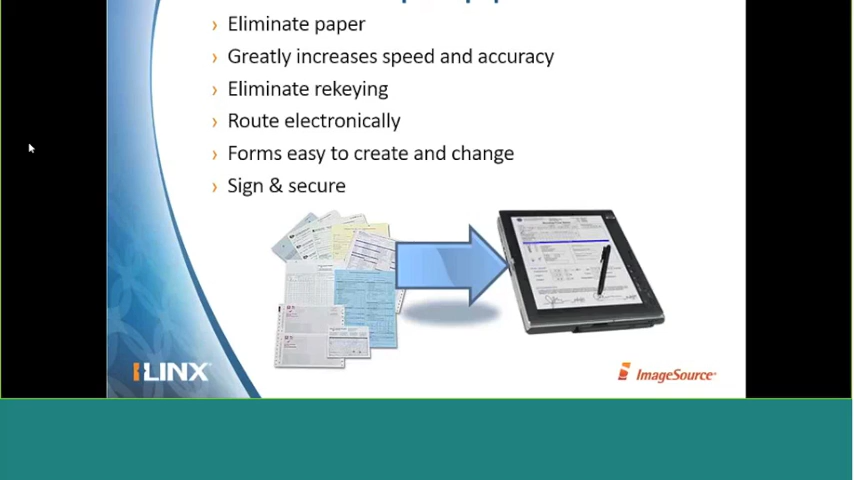 › Eliminate paper
› Greatly increases speed and accuracy
› Eliminate rekeying
› Route electronically
› Forms easy to create and change
› Sign & secure
ILINX
ImageSource